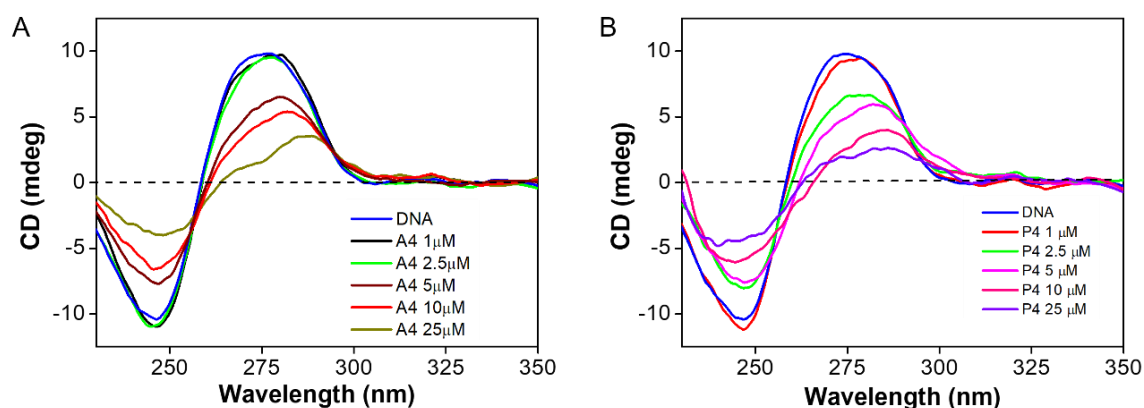 A
CD (mdeg)
10
5
0
-5
-10
DNA
A4 1μM
A4 2.5μM
A4 5μM
A4 10μM
A4 25μM
250 275 300 325 350
Wavelength (nm)
B
CD (mdeg)
10
5
0
-5
-10
DNA
P4 1 μM
P4 2.5 μM
P4 5 μM
P4 10 μM
P4 25 μM
250 275 300 325 350
Wavelength (nm)